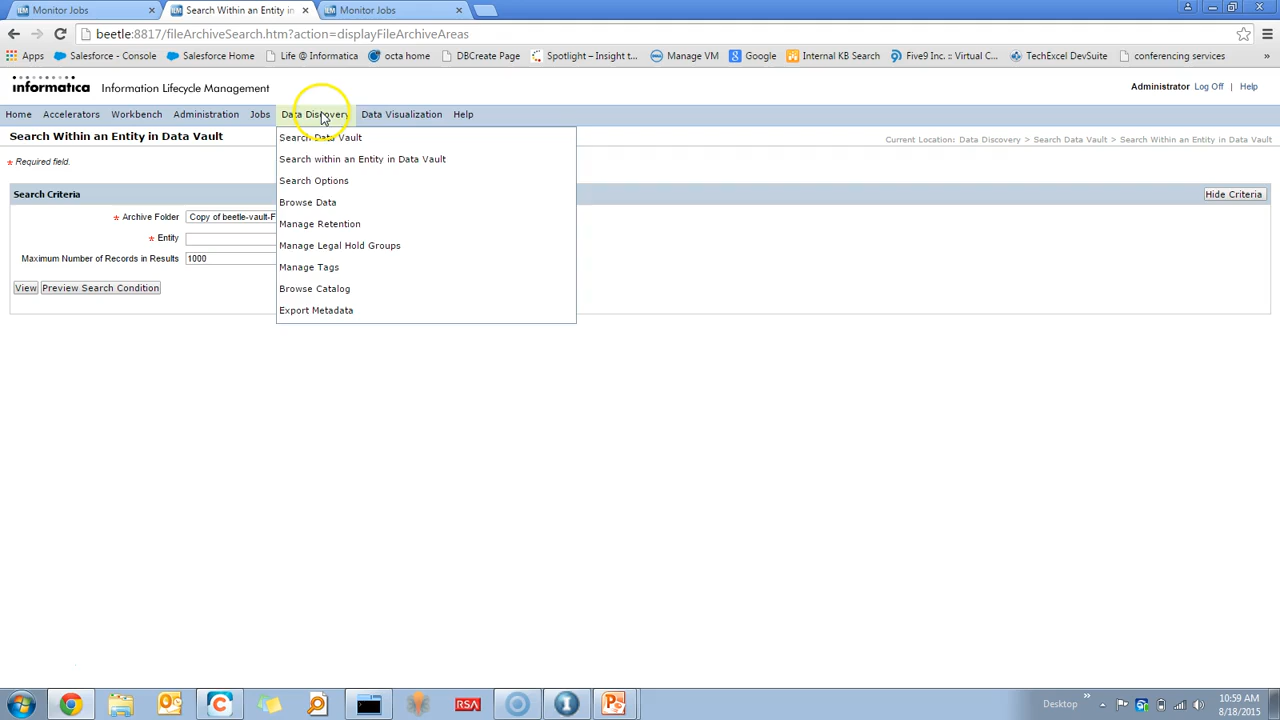 Monitor Jobs
Search Within an Entity in
Monitor Jobs
beetle:8817/fileArchiveSearch.htm?action=displayFileArchiveAreas
Apps
Salesforce - Console
Salesforce Home
Life @ Informatica
octa home
DBCreate Page
Spotlight – Insight t...
Manage VM
Google
Internal KB Search
Five9 Inc. :: Virtual C...
TechExcel DevSuite
conferencing services
informatica Information Lifecycle Management
Administrator Log Off | Help
Home Accelerators Workbench Administration Jobs Data Discovery Data Visualization Help
Search Within an Entity in Data Vault
Current Location: Data Discovery > Search Data Vault > Search Within an Entity in Data Vault
* Required field.
Search Criteria
Hide Criteria
* Archive Folder Copy of beetle-vault-F
* Entity
Maximum Number of Records in Results 1000
View Preview Search Condition
Search Data Vault
Search within an Entity in Data Vault
Search Options
Browse Data
Manage Retention
Manage Legal Hold Groups
Manage Tags
Browse Catalog
Export Metadata
RSA
Desktop
10:59 AM
8/18/2015